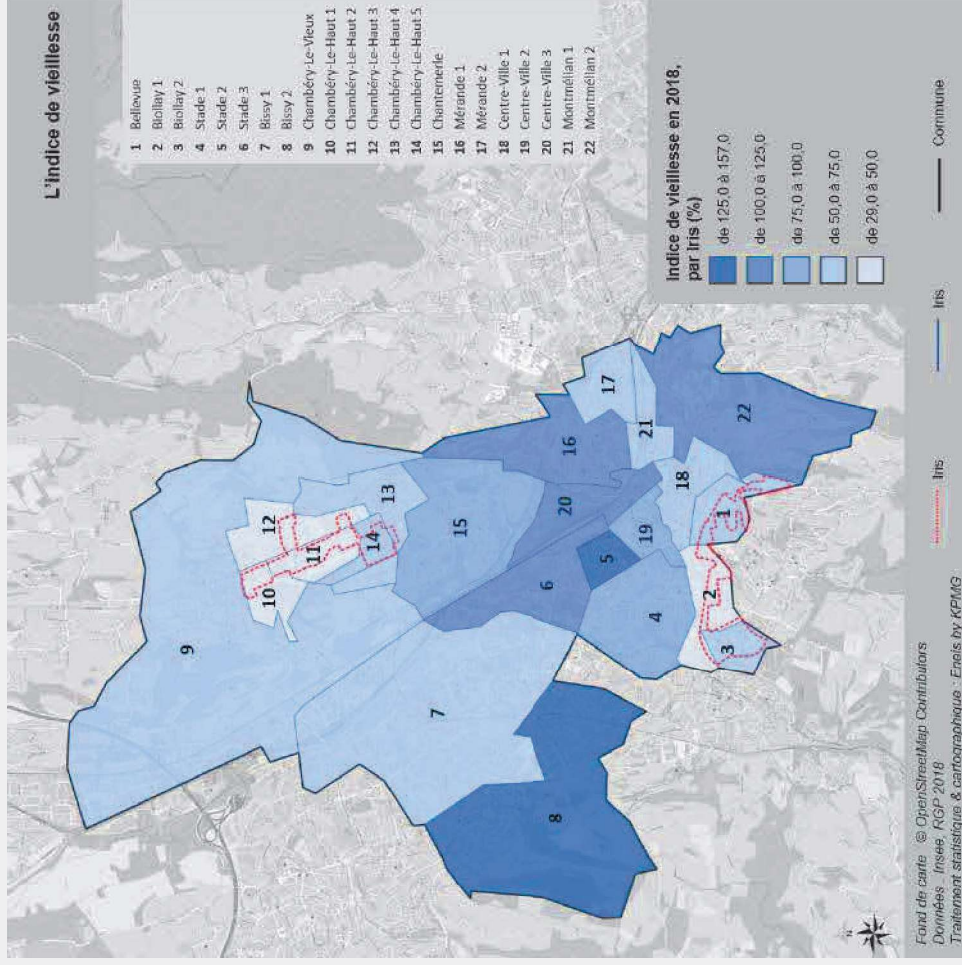 L'indice de vieillesse
1 Bellevue
2 Biollay 1
3 Biollay 2
4 Stade 1
5 Stade 2
6 Stade 3
7 Bissy 1
8 Bissy 2
9 Chambéry-Le-Vieux
10 Chambéry-Le-Haut 1
11 Chambéry-Le-Haut 2
12 Chambéry-Le-Haut 3
13 Chambéry-Le-Haut 4
14 Chambéry-Le-Haut 5
15 Chantemerle
16 Mérande 1
17 Mérande 2
18 Centre-Ville 1
19 Centre-Ville 2
20 Centre-Ville 3
21 Montmélian 1
22 Montmélian 2
9
12
10
11
14
13
15
7
6
20
16
17
5
19
21
18
4
22
8
2
1
3
Indice de vieillesse en 2018,
par Iris (%)
de 125,0 à 157,0
de 100,0 à 125,0
de 75,0 à 100,0
de 50,0 à 75,0
de 29,0 à 50,0
Iris
Iris
Commune
Fond de carte © OpenStreetMap Contributors
Données : Insee, RGP 2018
Traitement statistique & cartographique : Eneis by KPMG